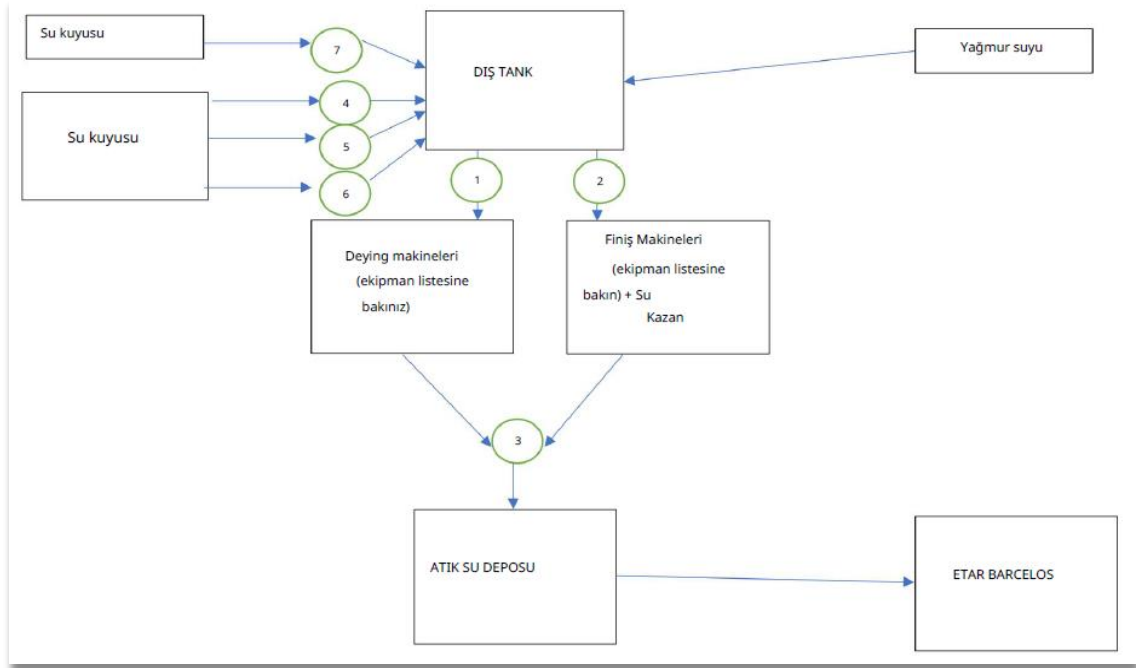 Su kuyusu
7
DIŞ TANK
Yağmur suyu
4
Su kuyusu
5
6
1
2
Deying makineleri
(ekipman listesine
bakınız)
Finiş Makineleri
(ekipman listesine
bakın) + Su
Kazan
3
ATIK SU DEPOSU
ETAR BARCELOS